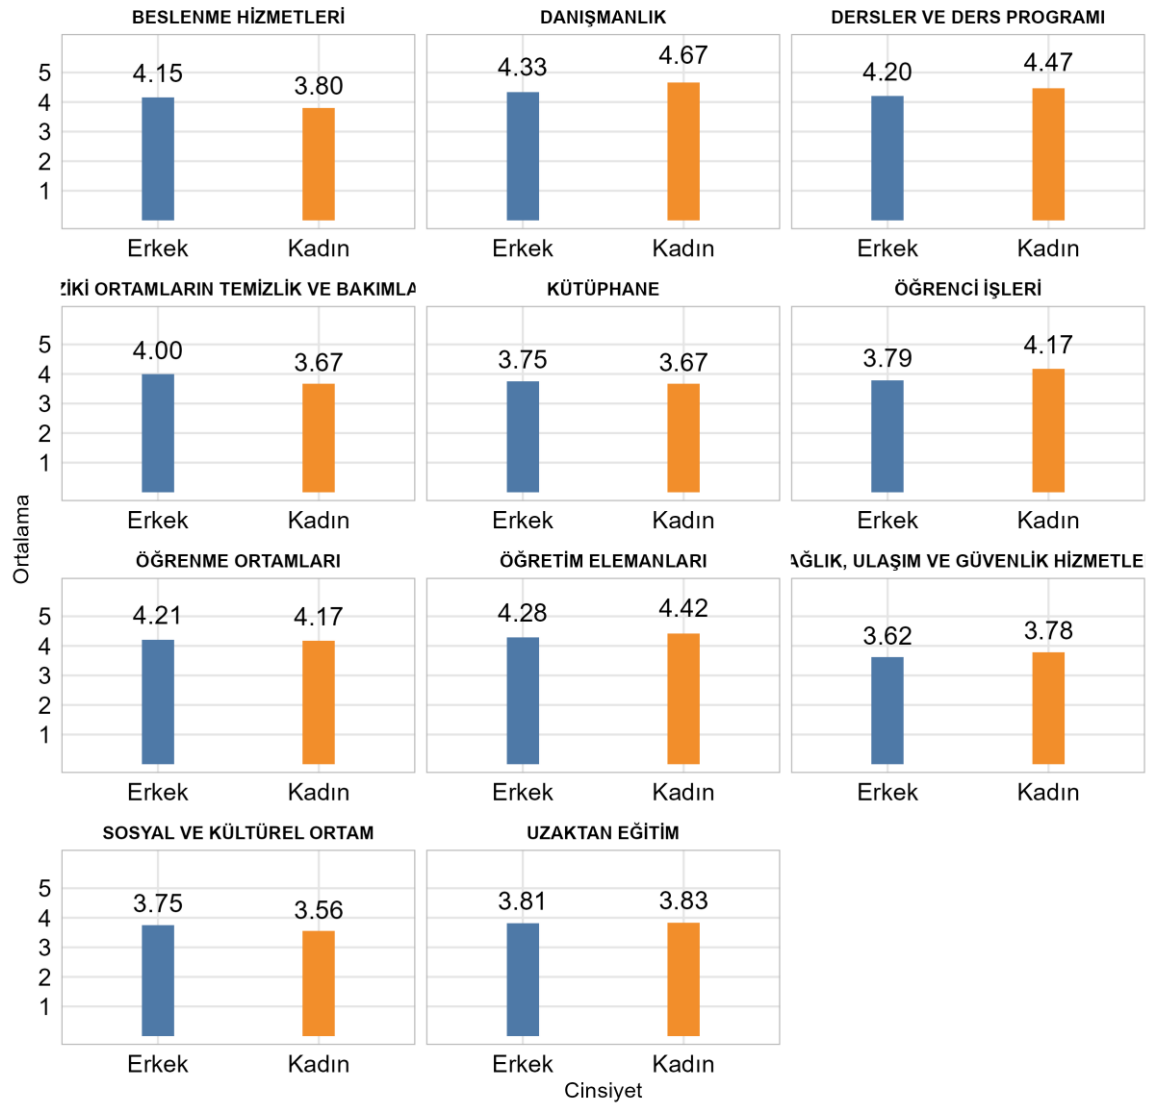 BESLENME HİZMETLERİ
4.15
3.80
5
4
3
2
1
Erkek
Kadın
DANIŞMANLIK
4.33
4.67
Erkek
Kadın
DERSLER VE DERS PROGRAMI
4.20
4.47
Erkek
Kadın
ZİKİ ORTAMLARIN TEMİZLİK VE BAKIMLA
4.00
3.67
5
4
3
2
1
Erkek
Kadın
KÜTÜPHANE
3.75
3.67
Erkek
Kadın
ÖĞRENCİ İŞLERİ
3.79
4.17
Erkek
Kadın
Ortalama
ÖĞRENME ORTAMLARI
4.21
4.17
5
4
3
2
1
Erkek
Kadın
ÖĞRETİM ELEMANLARI
4.28
4.42
Erkek
Kadın
AĞLIK, ULAŞIM VE GÜVENLİK HİZMETLE
3.62
3.78
Erkek
Kadın
SOSYAL VE KÜLTÜREL ORTAM
3.75
3.56
5
4
3
2
1
Erkek
Kadın
UZAKTAN EĞİTİM
3.81
3.83
Erkek
Kadın
Cinsiyet